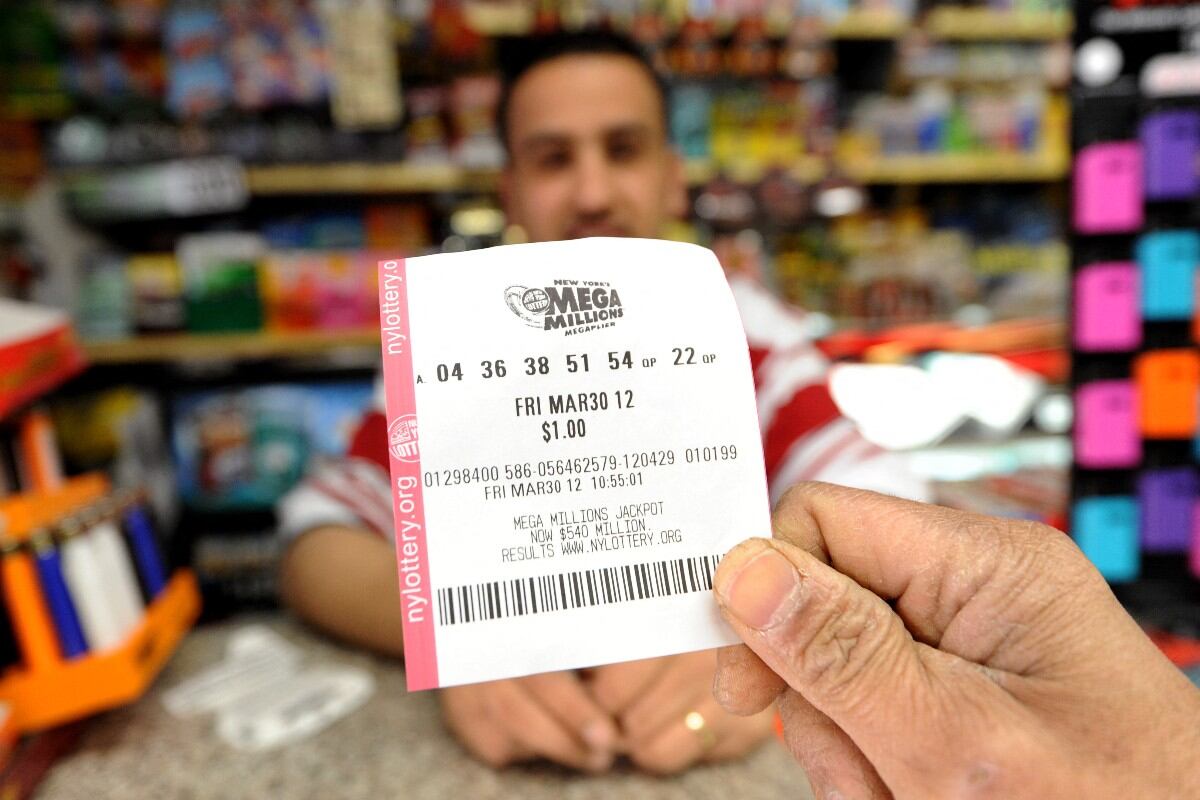 NEW YORK'S
MEGA
MILLIONS
MEGAPLIER
A. 04 36 38 51 54 QP 22 QP
FRI MAR30 12
$1.00
01298400 586-056462579-120429 010199
FRI MAR30 12 10:55:01
MEGA MILLIONS JACKPOT
NOW $540 MILLION.
RESULTS WWW.NYLOTTERY.ORG
nylottery.o
nylottery.org